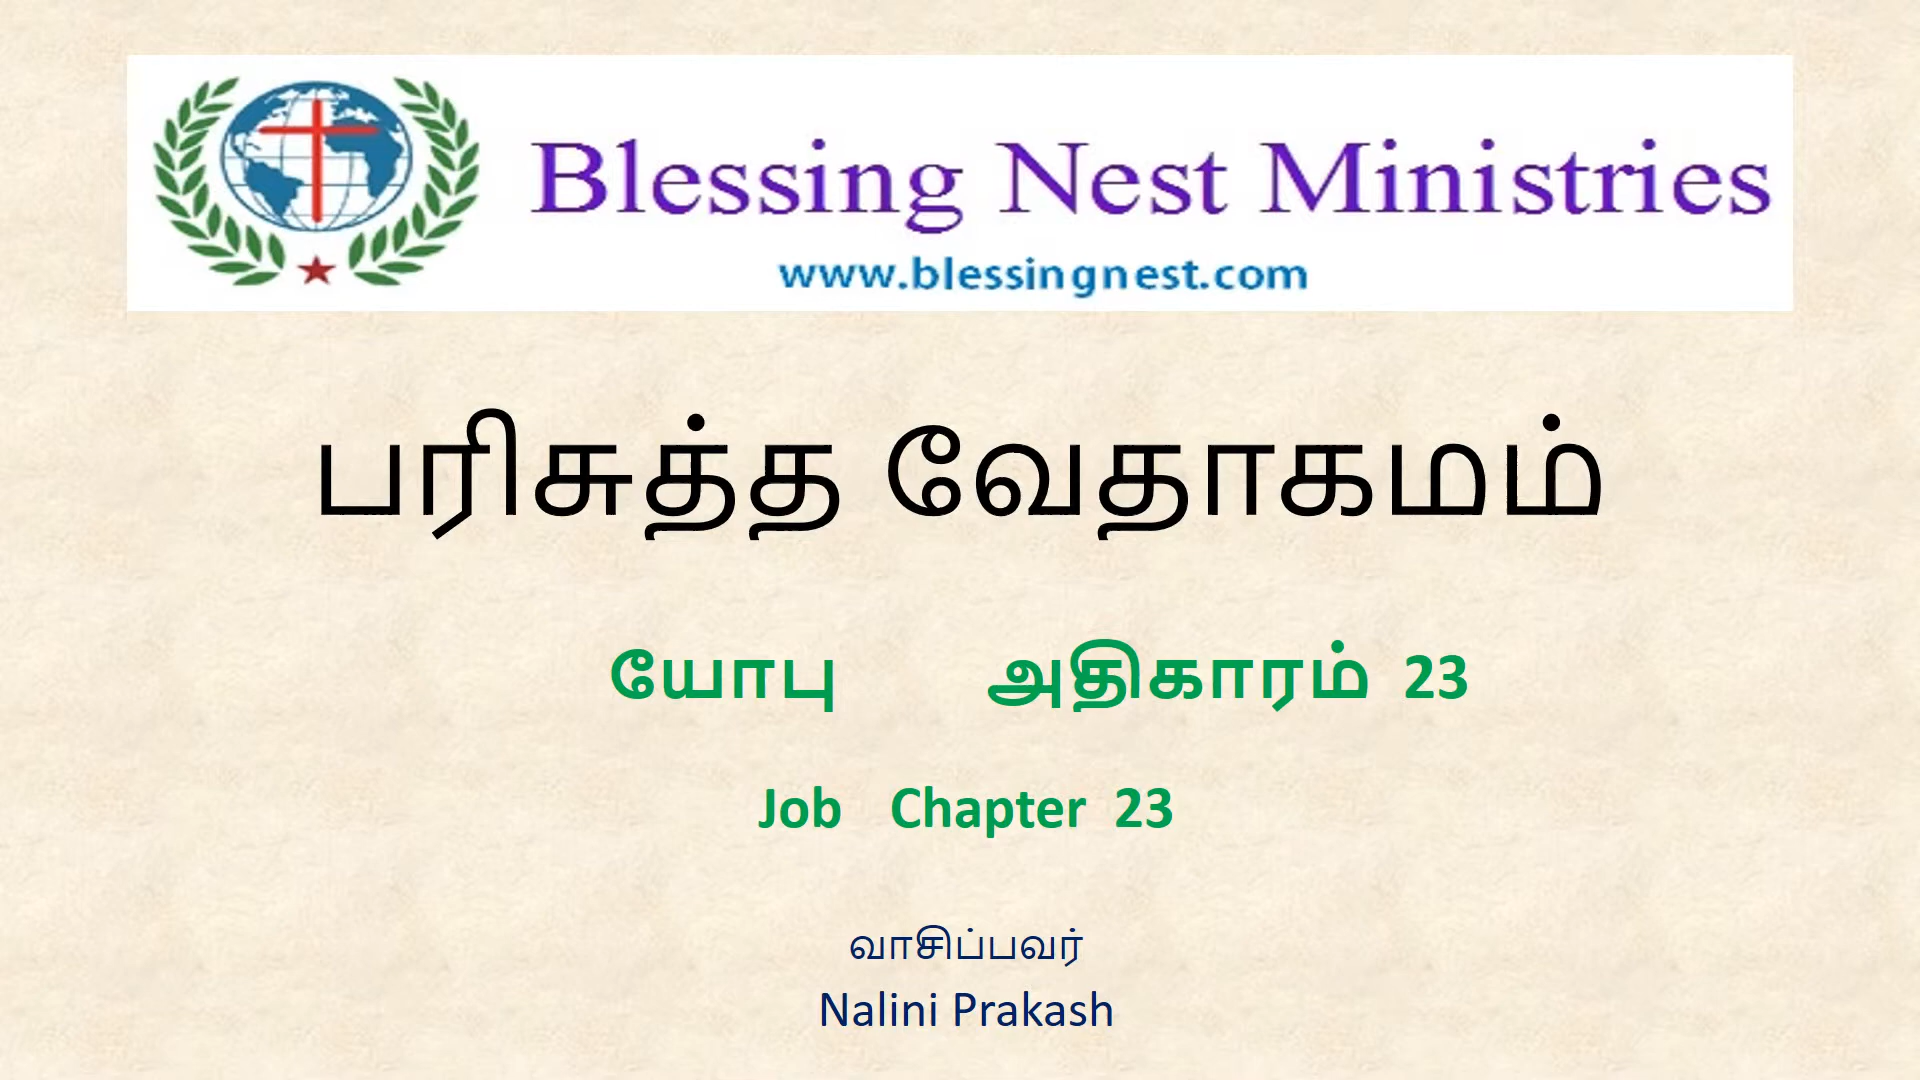 Blessing Nest Ministries
www.blessingnest.com
பரிசுத்த வேதாகமம்
யோபு அதிகாரம் 23
Job Chapter 23
வாசிப்பவர்
Nalini Prakash